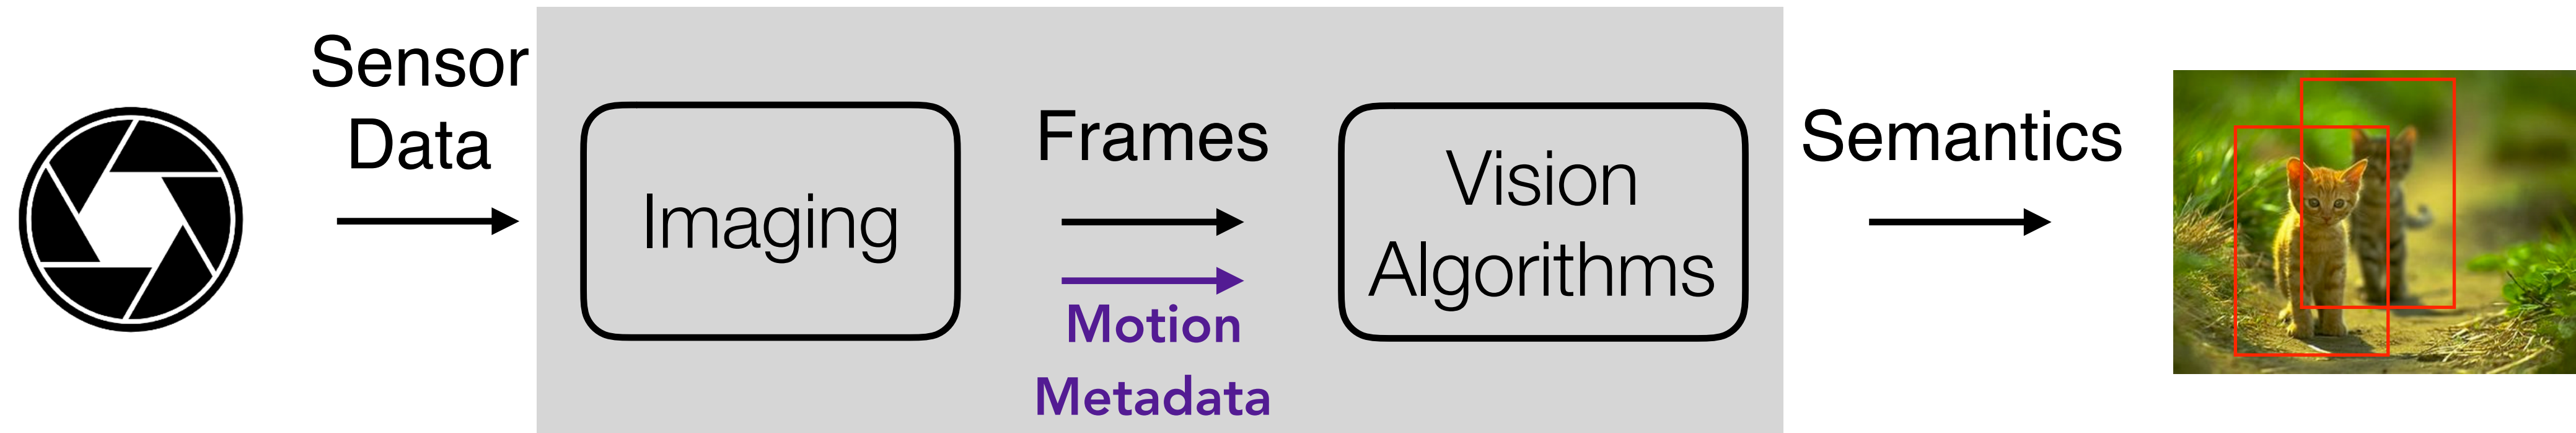 Sensor
Data
Imaging
Frames
Motion
Metadata
Vision
Algorithms
Semantics